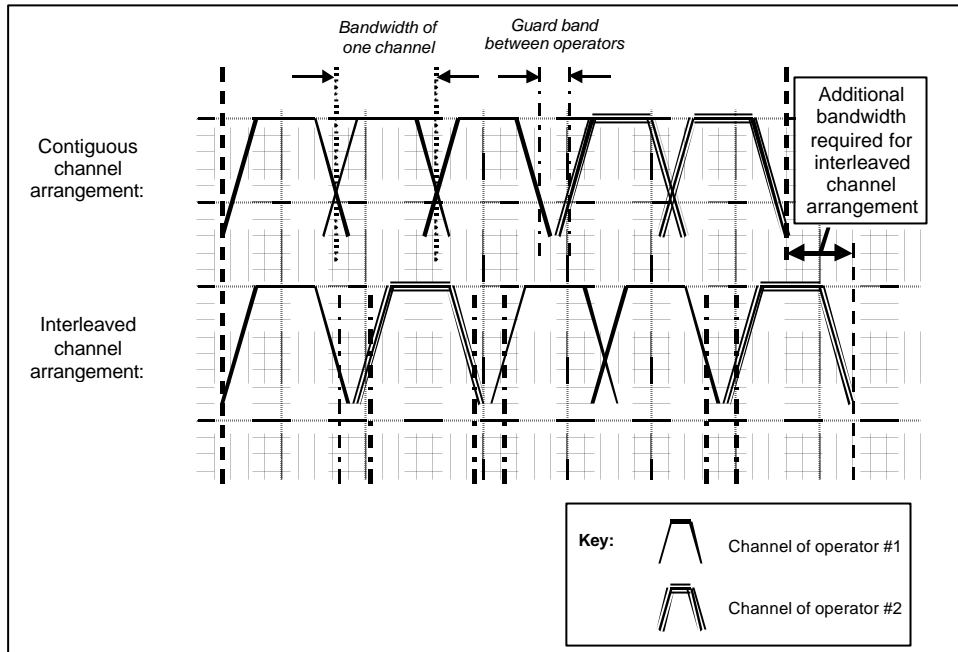 Bandwidth of
one channel
Guard band
between operators
Additional
bandwidth
required for
interleaved
channel
arrangement
Contiguous
channel
arrangement:
Interleaved
channel
arrangement:
Key:
Channel of operator #1
Channel of operator #2